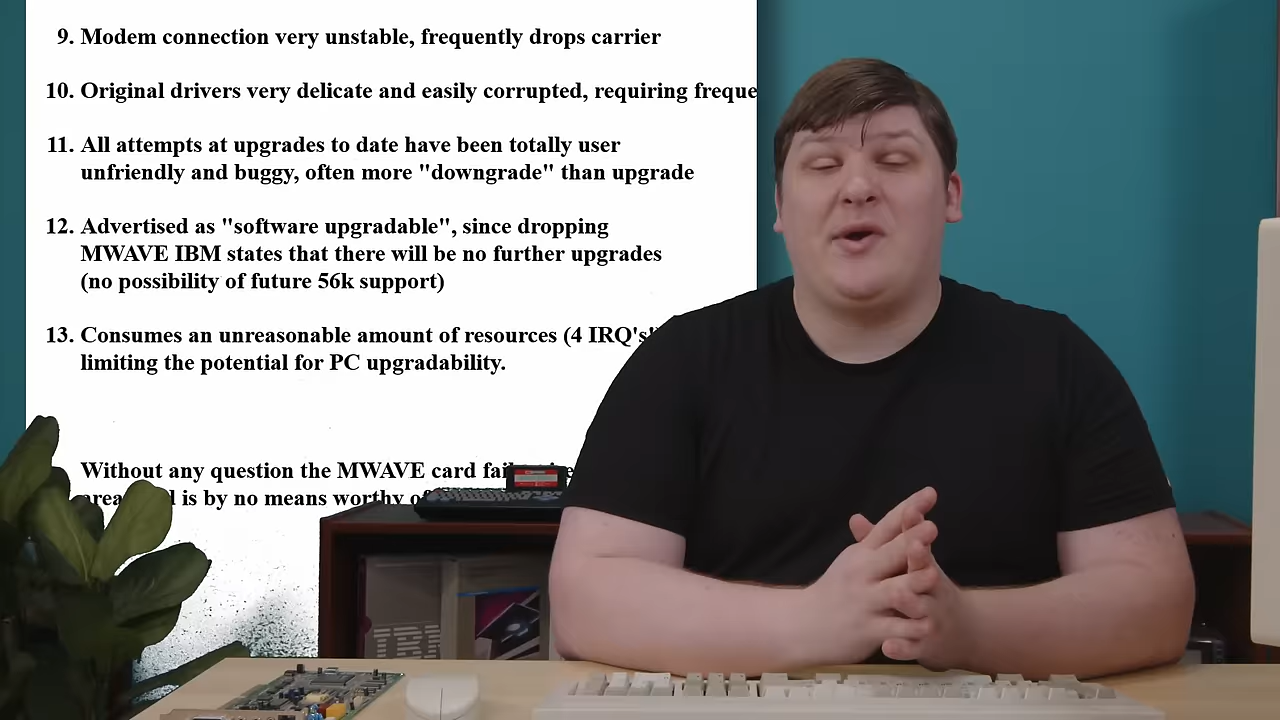 9. Modem connection very unstable, frequently drops carrier
10. Original drivers very delicate and easily corrupted, requiring
11. All attempts at upgrades to date have been totally user
unfriendly and buggy, often more "downgrade" than upgrade
12. Advertised as "software upgradable", since dropping
MWAVE IBM states that there will be no further upgrades
(no possibility of future 56k support)
13. Consumes an unreasonable amount of resources (4 IRQ's
limiting the potential for PC upgradability.
Without any question the MWAVE card
is by no means worthy of
IBM